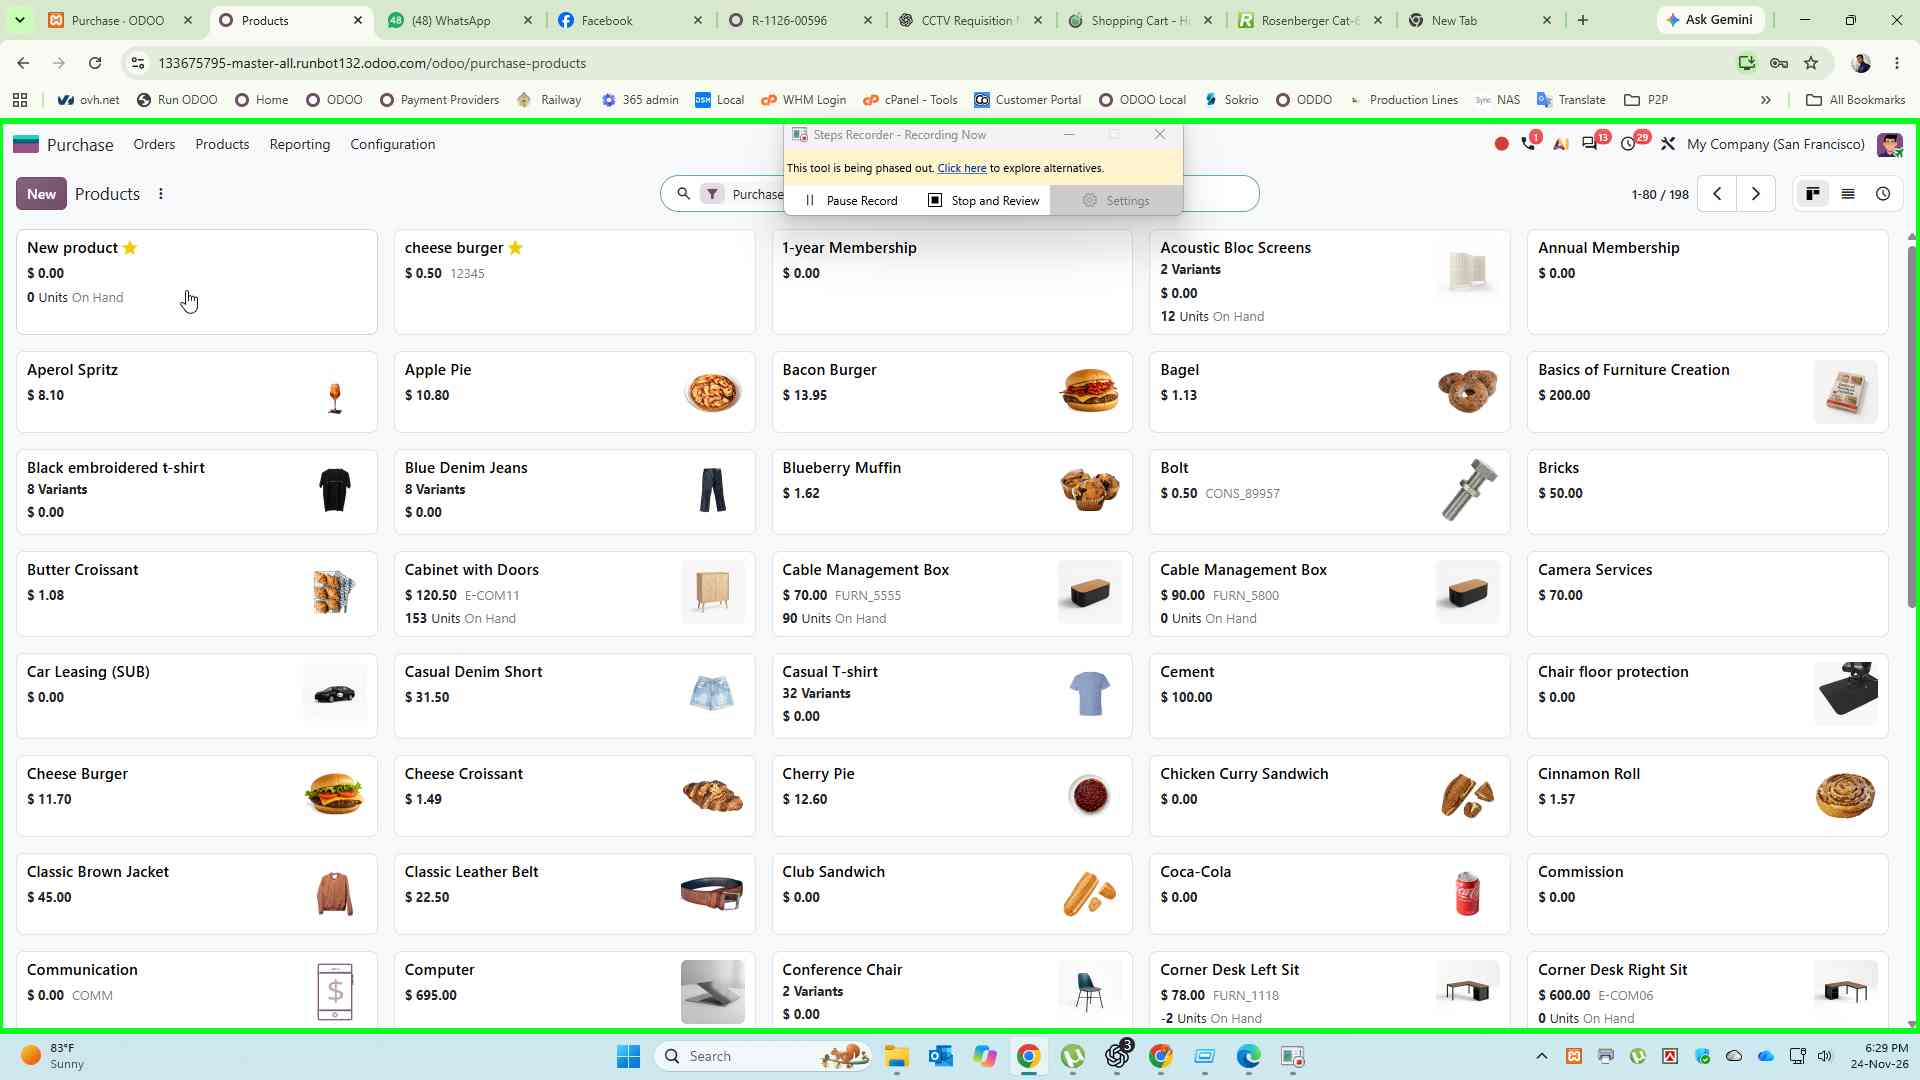 Purchase - ODOO
Products
(48) WhatsApp
Facebook
R-1126-00596
CCTV Requisition
Shopping Cart - H
Rosenberger Cat-6
New Tab
Ask Gemini
133675795-master-all.runbot132.odoo.com/odoo/purchase-products
ovh.net
Run ODOO
Home
ODOO
Payment Providers
Railway
365 admin
DSM Local
WHM Login
cPanel - Tools
Customer Portal
ODOO Local
Sokrio
ODDO
Production Lines
Sync NAS
Translate
P2P
All Bookmarks
Purchase Orders Products Reporting Configuration
Steps Recorder - Recording Now
This tool is being phased out. Click here to explore alternatives.
Pause Record Stop and Review Settings
1 13 29 My Company (San Francisco)
New Products
Purchase
1-80 / 198
New product
$ 0.00
0 Units On Hand
cheese burger
$ 0.50 12345
1-year Membership
$ 0.00
Acoustic Bloc Screens
2 Variants
$ 0.00
12 Units On Hand
Annual Membership
$ 0.00
Aperol Spritz
$ 8.10
Apple Pie
$ 10.80
Bacon Burger
$ 13.95
Bagel
$ 1.13
Basics of Furniture Creation
$ 200.00
Black embroidered t-shirt
8 Variants
$ 0.00
Blue Denim Jeans
8 Variants
$ 0.00
Blueberry Muffin
$ 1.62
Bolt
$ 0.50 CONS_89957
Bricks
$ 50.00
Butter Croissant
$ 1.08
Cabinet with Doors
$ 120.50 E-COM11
153 Units On Hand
Cable Management Box
$ 70.00 FURN_5555
90 Units On Hand
Cable Management Box
$ 90.00 FURN_5800
0 Units On Hand
Camera Services
$ 70.00
Car Leasing (SUB)
$ 0.00
Casual Denim Short
$ 31.50
Casual T-shirt
32 Variants
$ 0.00
Cement
$ 100.00
Chair floor protection
$ 0.00
Cheese Burger
$ 11.70
Cheese Croissant
$ 1.49
Cherry Pie
$ 12.60
Chicken Curry Sandwich
$ 0.00
Cinnamon Roll
$ 1.57
Classic Brown Jacket
$ 45.00
Classic Leather Belt
$ 22.50
Club Sandwich
$ 0.00
Coca-Cola
$ 0.00
Commission
$ 0.00
Communication
$ 0.00 COMM
Computer
$ 695.00
Conference Chair
2 Variants
$ 0.00
Corner Desk Left Sit
$ 78.00 FURN_1118
-2 Units On Hand
Corner Desk Right Sit
$ 600.00 E-COM06
0 Units On Hand
83°F
Sunny
Search
3
6:29 PM
24-Nov-26